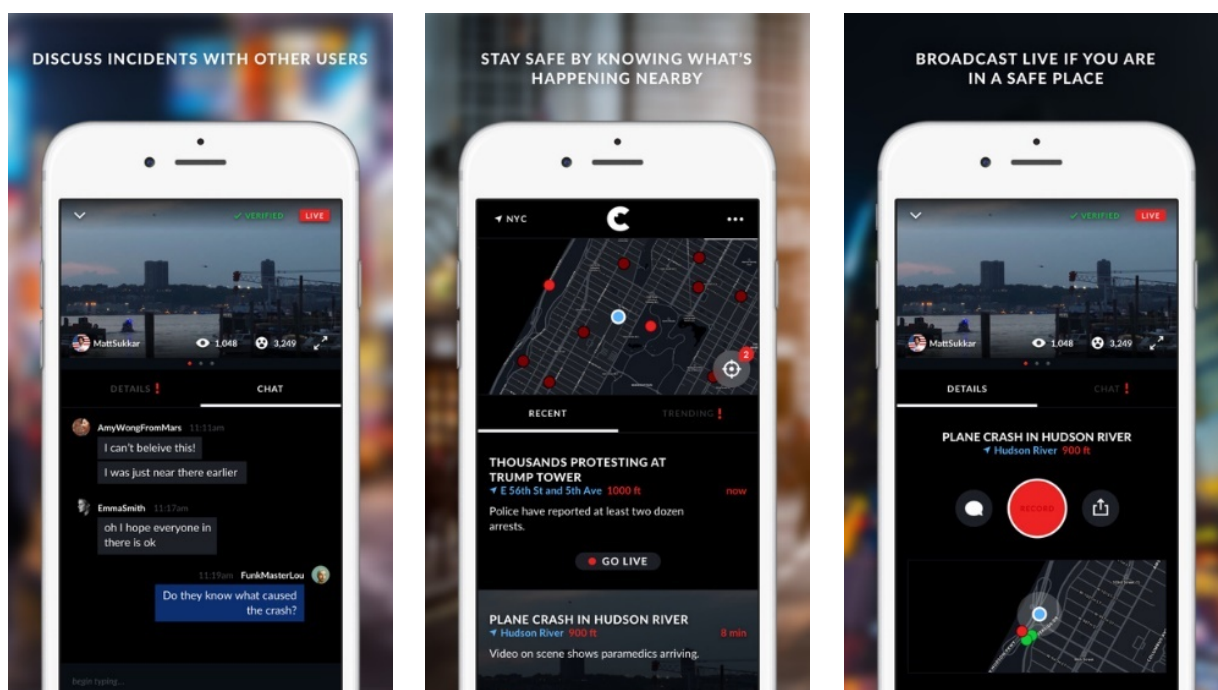 DISCUSS INCIDENTS WITH OTHER USERS
VERIFIED
LIVE
MattSukkar
1,048
3,249
DETAILS
CHAT
AmyWongFromMars 11:11am
I can't beleive this!
I was just near there earlier
EmmaSmith 11:17am
oh I hope everyone in
there is ok
11:19am FunkMasterLou
Do they know what caused
the crash?
begin typing...
STAY SAFE BY KNOWING WHAT'S
HAPPENING NEARBY
NYC
2
RECENT
TRENDING
THOUSANDS PROTESTING AT
TRUMP TOWER
E 56th St and 5th Ave 1000 ft
now
Police have reported at least two dozen
arrests.
GO LIVE
PLANE CRASH IN HUDSON RIVER
Hudson River 900 ft
8 min
Video on scene shows paramedics arriving.
BROADCAST LIVE IF YOU ARE
IN A SAFE PLACE
VERIFIED
LIVE
MattSukkar
1,048
3,249
DETAILS
CHAT
PLANE CRASH IN HUDSON RIVER
Hudson River 900 ft
RECORD